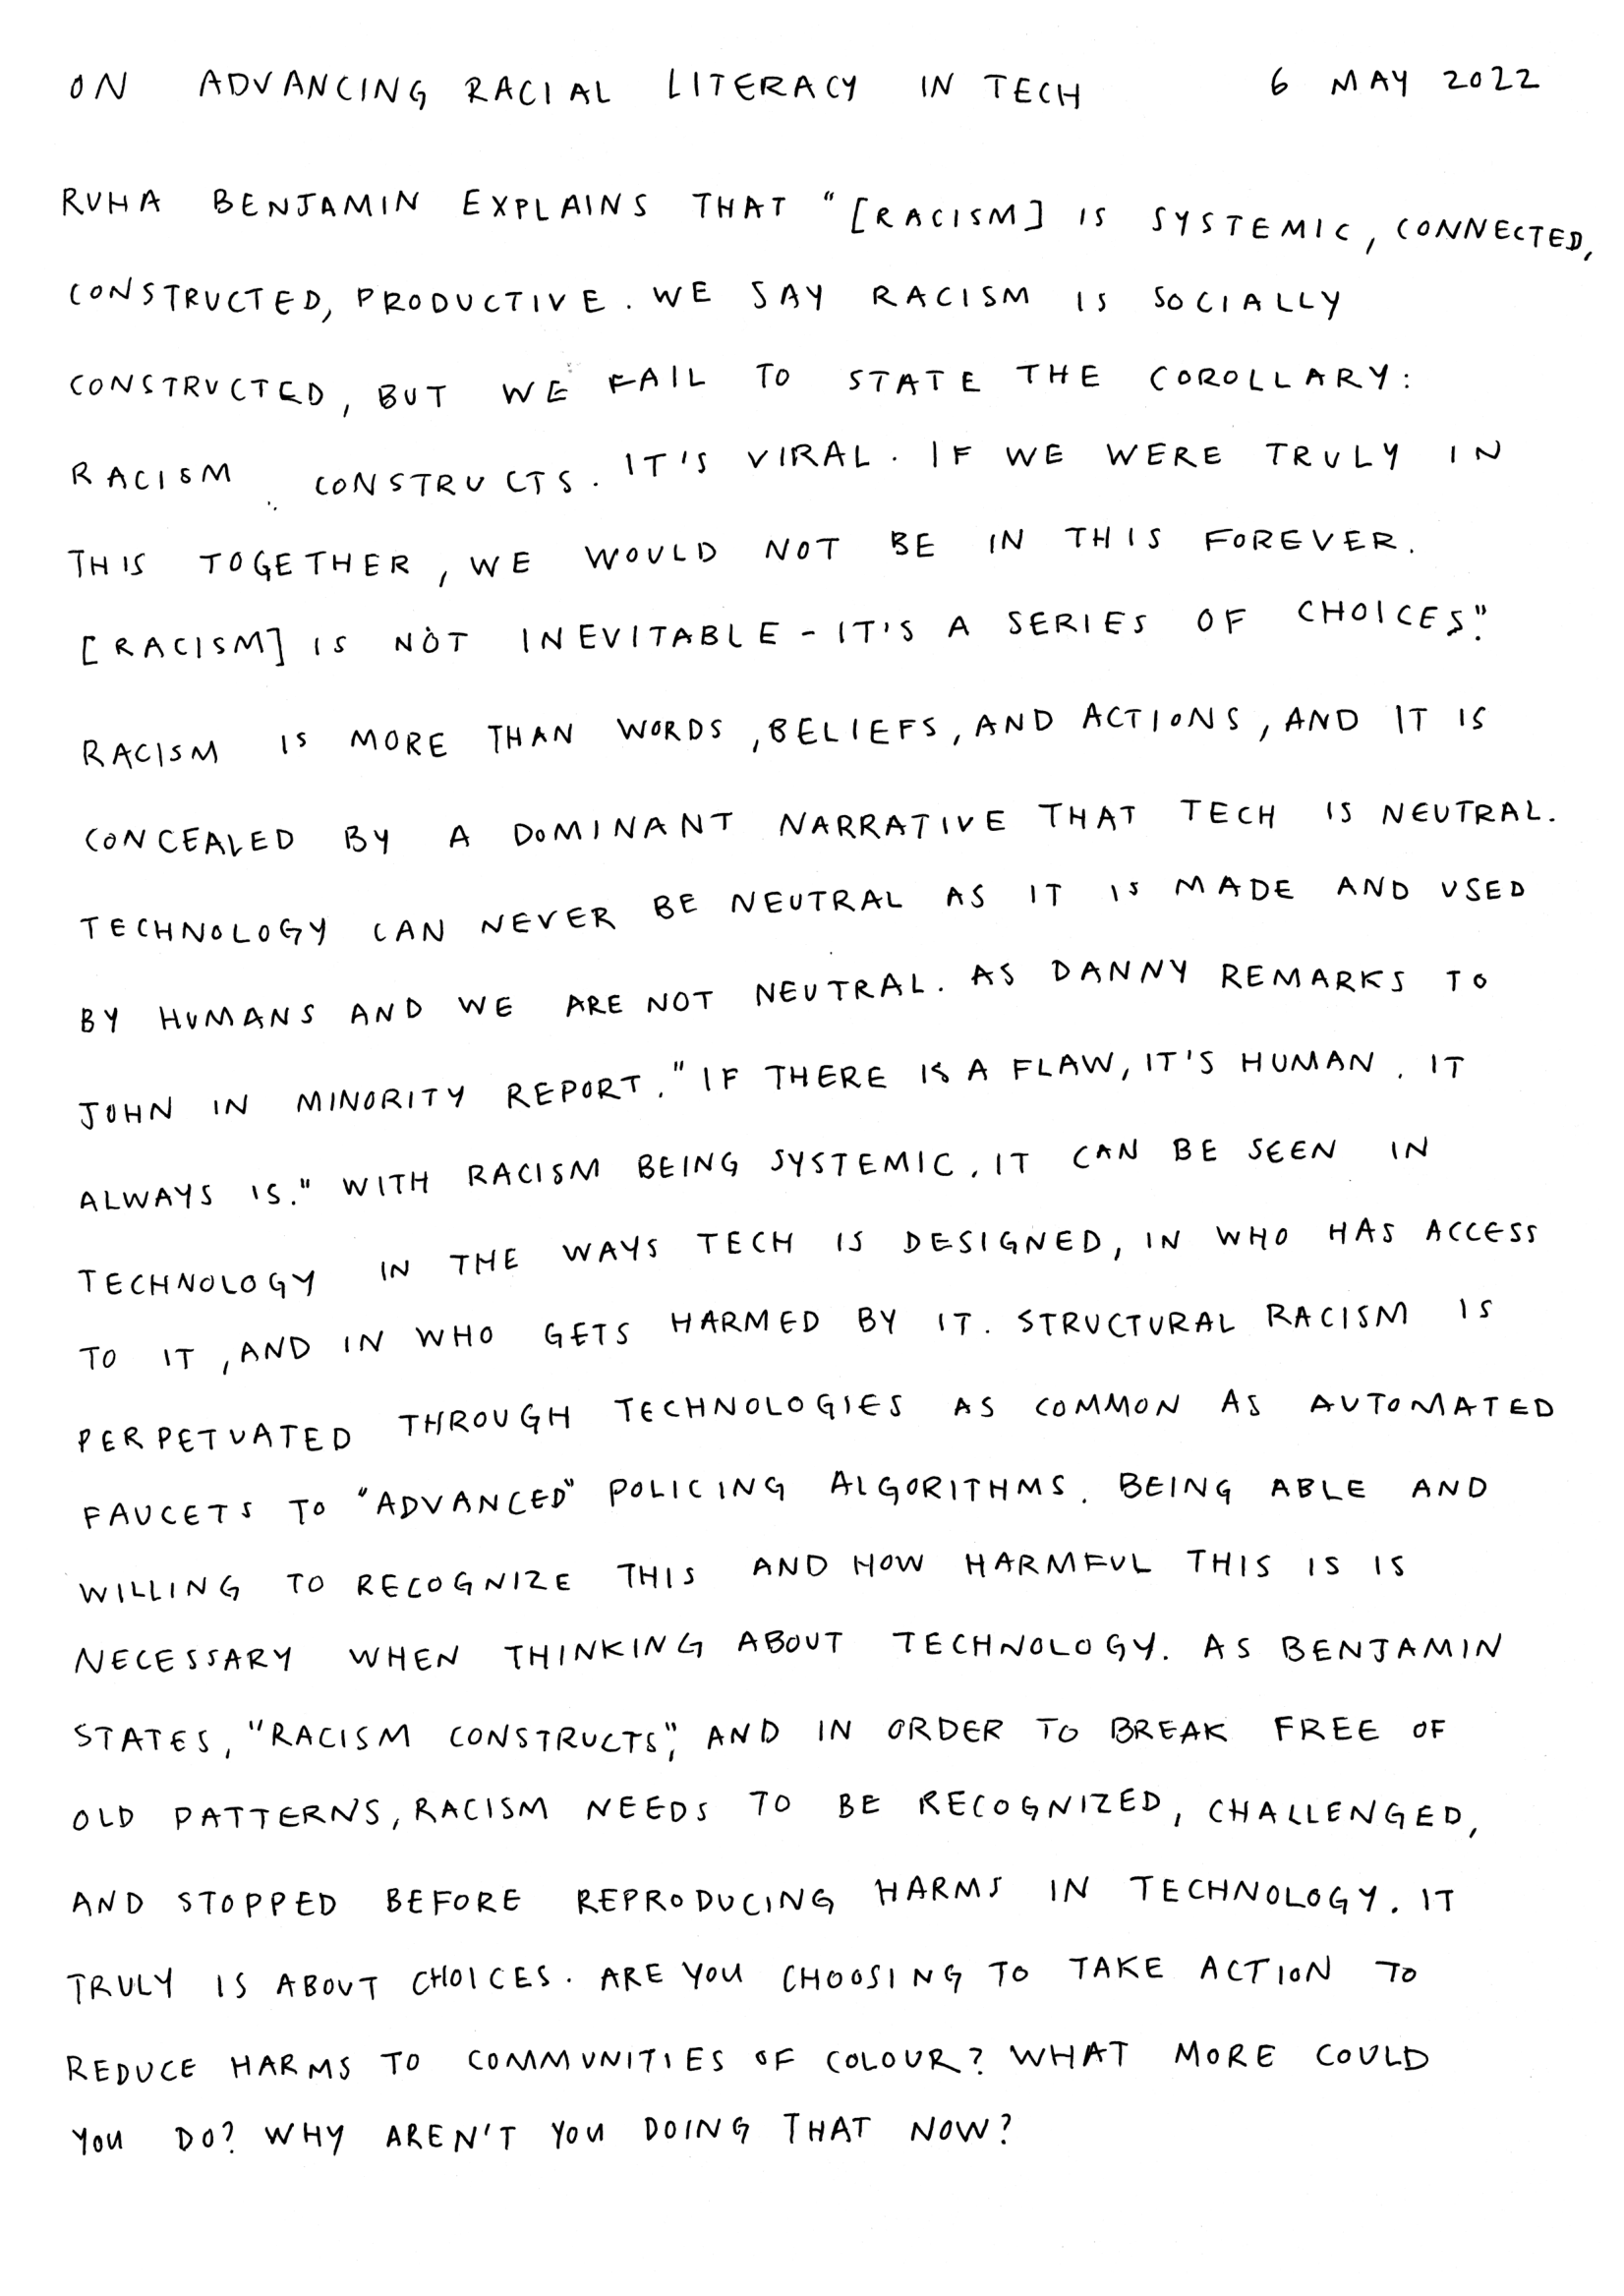 ON ADVANCING RACIAL LITERACY IN TECH 6 MAY 2022
RUHA BENJAMIN EXPLAINS THAT "[RACISM] IS SYSTEMIC, CONNECTED,
CONSTRUCTED, PRODUCTIVE. WE SAY RACISM IS SOCIALLY
CONSTRUCTED, BUT WE FAIL TO STATE THE COROLLARY:
RACISM CONSTRUCTS. IT'S VIRAL. IF WE WERE TRULY IN
THIS TOGETHER, WE WOULD NOT BE IN THIS FOREVER.
[RACISM] IS NOT INEVITABLE - IT'S A SERIES OF CHOICES."
RACISM IS MORE THAN WORDS, BELIEFS, AND ACTIONS, AND IT IS
CONCEALED BY A DOMINANT NARRATIVE THAT TECH IS NEUTRAL.
TECHNOLOGY CAN NEVER BE NEUTRAL AS IT IS MADE AND USED
BY HUMANS AND WE ARE NOT NEUTRAL. AS DANNY REMARKS TO
JOHN IN MINORITY REPORT, "IF THERE IS A FLAW, IT'S HUMAN. IT
ALWAYS IS." WITH RACISM BEING SYSTEMIC, IT CAN BE SEEN IN
TECHNOLOGY IN THE WAYS TECH IS DESIGNED, IN WHO HAS ACCESS
TO IT, AND IN WHO GETS HARMED BY IT. STRUCTURAL RACISM IS
PERPETUATED THROUGH TECHNOLOGIES AS COMMON AS AUTOMATED
FAUCETS TO "ADVANCED" POLICING ALGORITHMS. BEING ABLE AND
WILLING TO RECOGNIZE THIS AND HOW HARMFUL THIS IS IS
NECESSARY WHEN THINKING ABOUT TECHNOLOGY. AS BENJAMIN
STATES, "RACISM CONSTRUCTS", AND IN ORDER TO BREAK FREE OF
OLD PATTERNS, RACISM NEEDS TO BE RECOGNIZED, CHALLENGED,
AND STOPPED BEFORE REPRODUCING HARMS IN TECHNOLOGY. IT
TRULY IS ABOUT CHOICES. ARE YOU CHOOSING TO TAKE ACTION TO
REDUCE HARMS TO COMMUNITIES OF COLOUR? WHAT MORE COULD
YOU DO? WHY AREN'T YOU DOING THAT NOW?